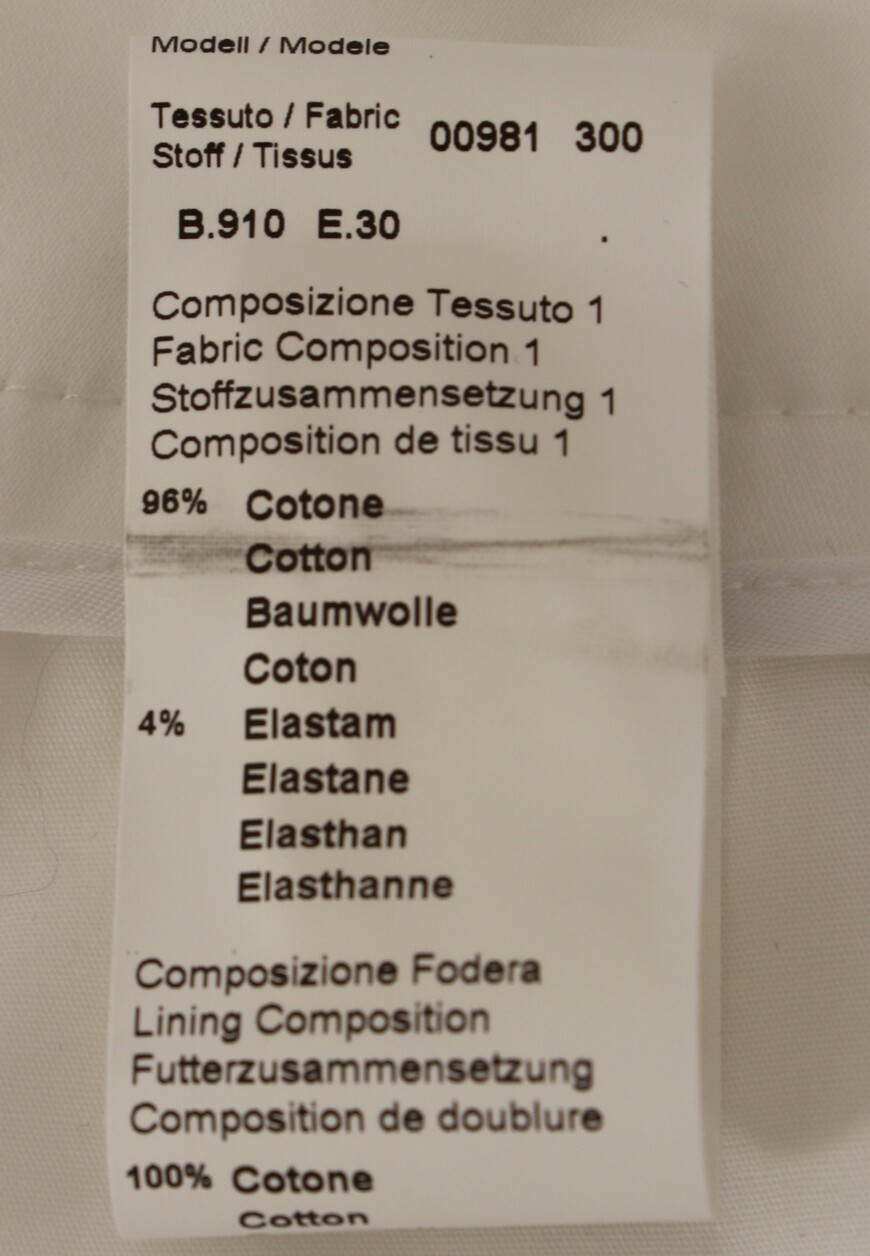 Modell / Modele
Tessuto / Fabric
Stoff / Tissus
00981 300
B.910 E.30
Composizione Tessuto 1
Fabric Composition 1
Stoffzusammensetzung 1
Composition de tissu 1
96% Cotone
Cotton
Baumwolle
Coton
4% Elastam
Elastane
Elasthan
Elasthanne
Composizione Fodera
Lining Composition
Futterzusammensetzung
Composition de doublure
100% Cotone
Cotton